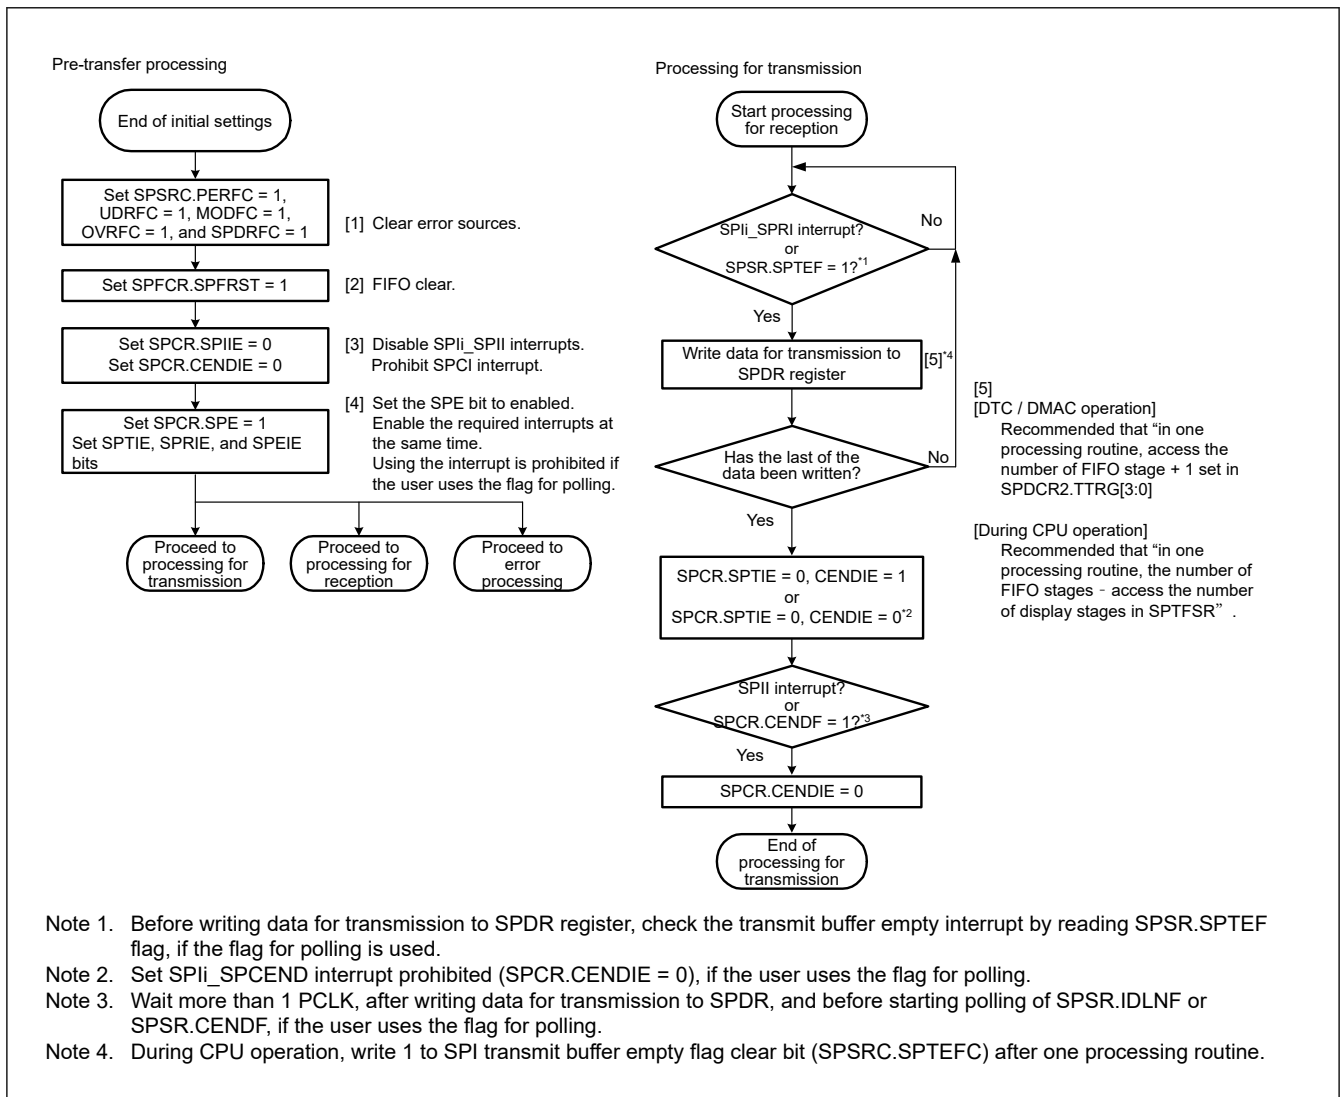 Pre-transfer processing
End of initial settings
Set SPSRC.PERFC = 1,
UDRFC = 1, MODFC = 1,
OVRFC = 1, and SPDRFC = 1
[1] Clear error sources.
Set SPFCR.SPFRST = 1
[2] FIFO clear.
Set SPCR.SPIIE = 0
Set SPCR.CENDIE = 0
[3] Disable SPIi_SPII interrupts.
Prohibit SPCI interrupt.
Set SPCR.SPE = 1
Set SPTIE, SPRIE, and SPEIE
bits
[4] Set the SPE bit to enabled.
Enable the required interrupts at
the same time.
Using the interrupt is prohibited if
the user uses the flag for polling.
Proceed to
processing for
transmission
Proceed to
processing for
reception
Proceed to
error
processing
Processing for transmission
Start processing
for reception
SPIi_SPRI interrupt?
or
SPSR.SPTEF = 1?*1
No
Yes
Write data for transmission to
SPDR register
[5]*4
Has the last of the
data been written?
No
Yes
SPCR.SPTIE = 0, CENDIE = 1
or
SPCR.SPTIE = 0, CENDIE = 0*2
SPII interrupt?
or
SPCR.CENDF = 1?*3
Yes
SPCR.CENDIE = 0
End of
processing for
transmission
[5]
[DTC / DMAC operation]
Recommended that “in one
processing routine, access the
number of FIFO stage + 1 set in
SPDCR2.TTRG[3:0]
[During CPU operation]
Recommended that “in one
processing routine, the number of
FIFO stages - access the number
of display stages in SPTFSR” .
Note 1. Before writing data for transmission to SPDR register, check the transmit buffer empty interrupt by reading SPSR.SPTEF
flag, if the flag for polling is used.
Note 2. Set SPIi_SPCEND interrupt prohibited (SPCR.CENDIE = 0), if the user uses the flag for polling.
Note 3. Wait more than 1 PCLK, after writing data for transmission to SPDR, and before starting polling of SPSR.IDLNF or
SPSR.CENDF, if the user uses the flag for polling.
Note 4. During CPU operation, write 1 to SPI transmit buffer empty flag clear bit (SPSRC.SPTEFC) after one processing routine.